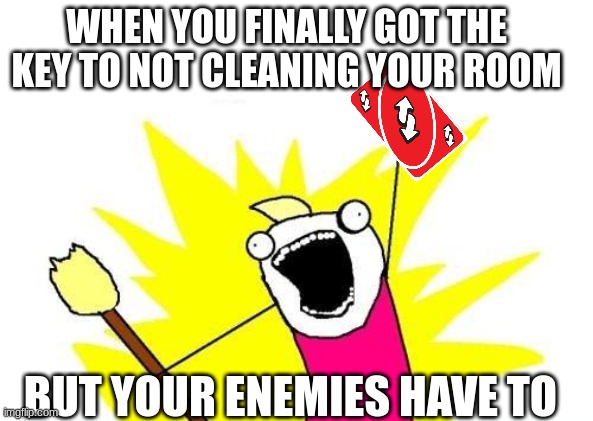 WHEN YOU FINALLY GOT THE
KEY TO NOT CLEANING YOUR ROOM
BUT YOUR ENEMIES HAVE TO
imgflip.com